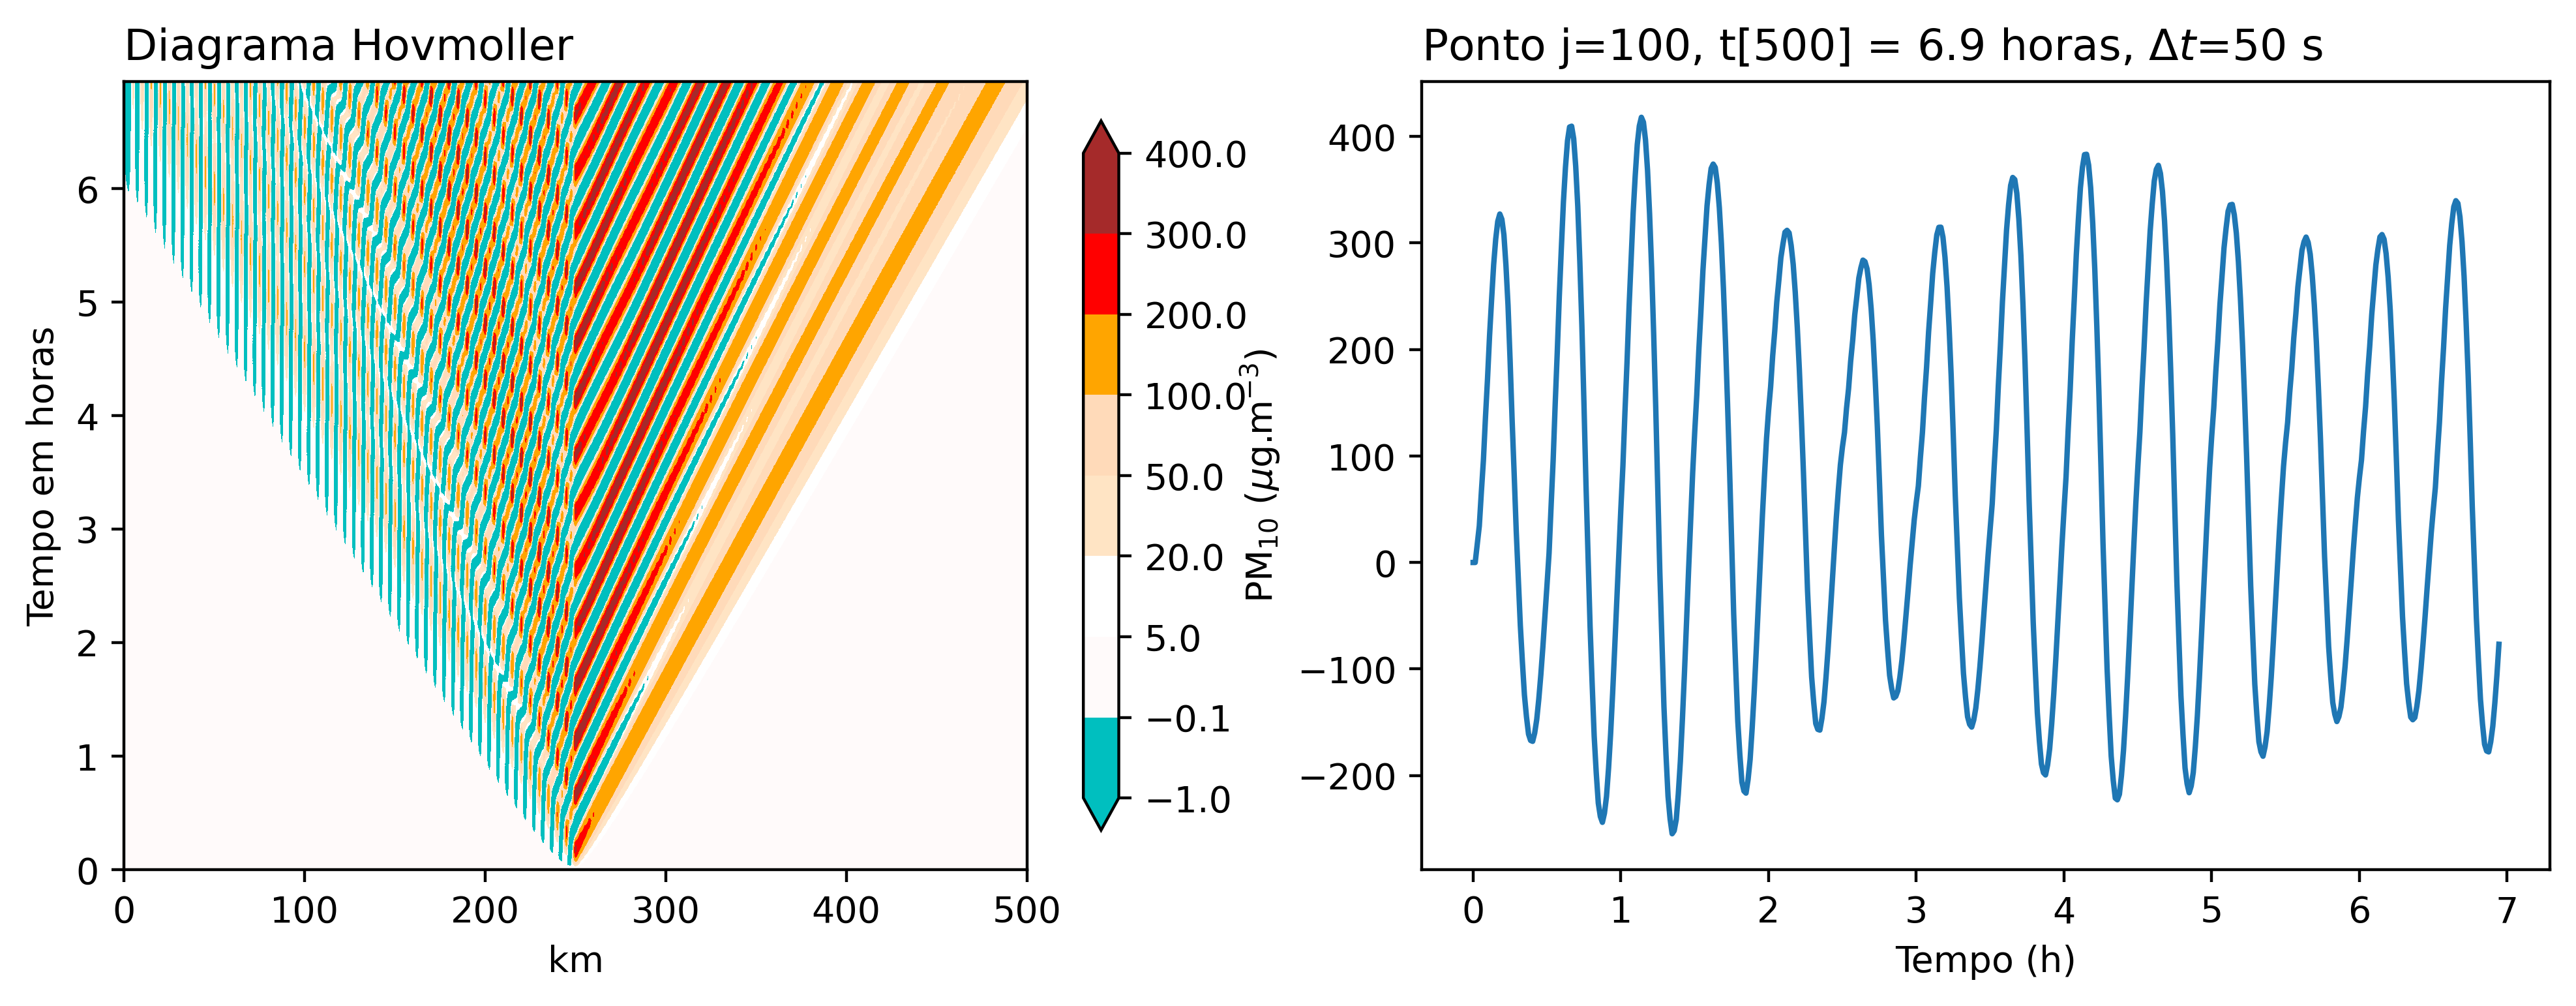 Diagrama Hovmoller
Tempo em horas
6
5
4
3
2
1
0
0 100 200 300 400 500
km
400.0
300.0
200.0
100.0
50.0
20.0
5.0
−0.1
−1.0
PM₁₀ (μg.m⁻³)
Ponto j=100, t[500] = 6.9 horas, Δt=50 s
400
300
200
100
0
−100
−200
0 1 2 3 4 5 6 7
Tempo (h)